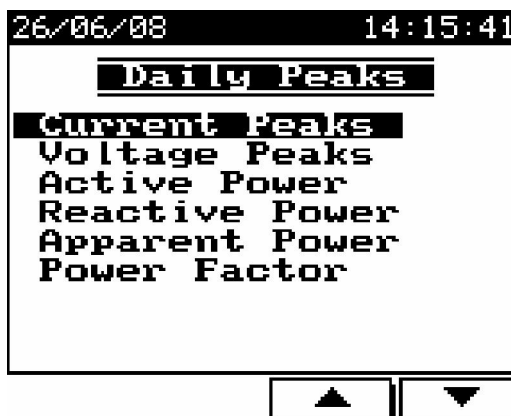 26/06/08 14:15:41
Daily Peaks
Current Peaks
Voltage Peaks
Active Power
Reactive Power
Apparent Power
Power Factor